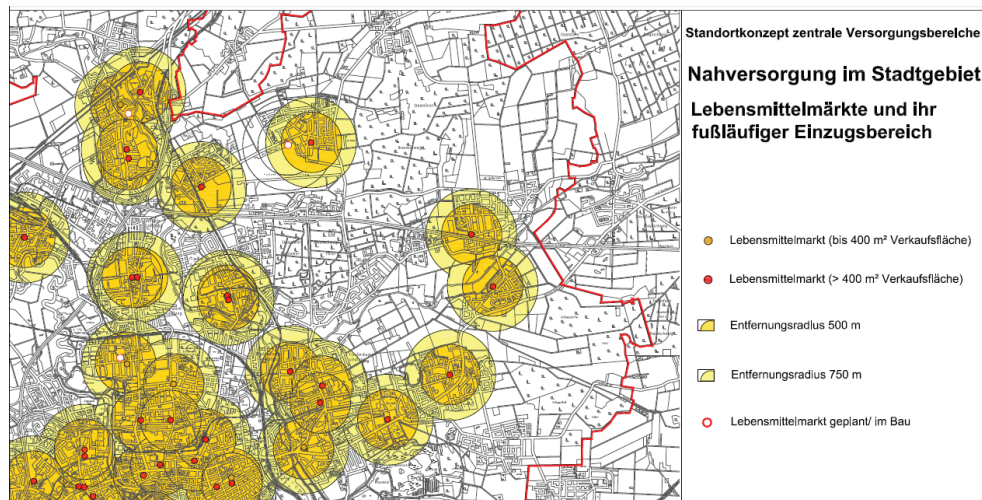 Standortkonzept zentrale Versorgungsbereiche
Nahversorgung im Stadtgebiet
Lebensmittelmärkte und ihr
fußläufiger Einzugsbereich
Lebensmittelmarkt (bis 400 m² Verkaufsfläche)
Lebensmittelmarkt (> 400 m² Verkaufsfläche)
Entfernungsradius 500 m
Entfernungsradius 750 m
Lebensmittelmarkt geplant/ im Bau